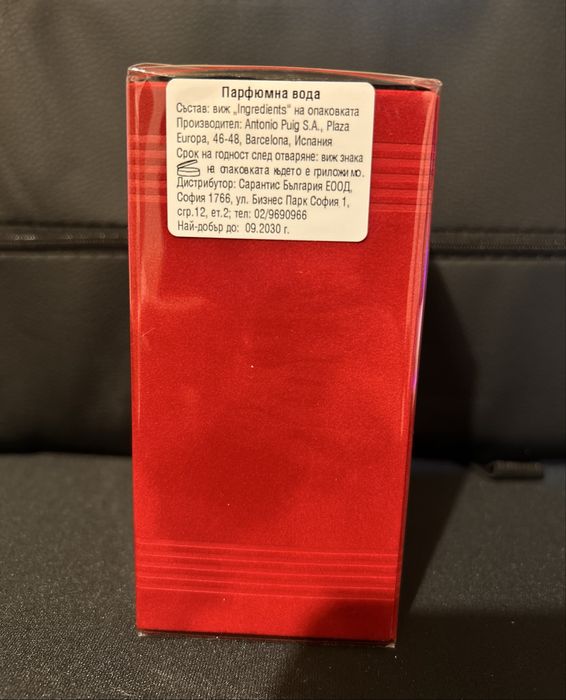 Парфюмна вода
Състав: виж „Ingredients" на опаковката
Производител: Antonio Puig S.A., Plaza
Europa, 46-48, Barcelona, Испания
Срок на годност след отваряне: виж знака
на опаковката където е приложимо.
Дистрибутор: Сарантис България ЕООД,
София 1766, ул. Бизнес Парк София 1,
сгр.12, ет.2; тел: 02/9690966
Най-добър до: 09.2030 г.